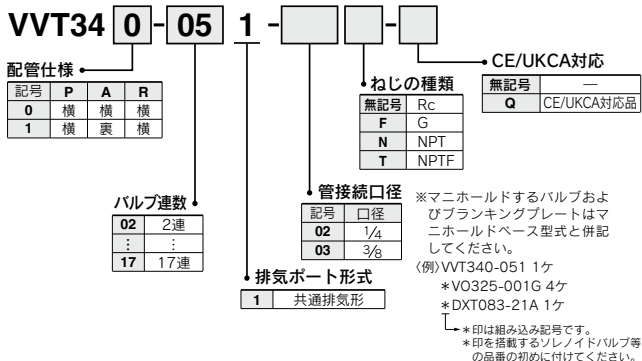 VVT34 0 - 05 1 - -
配管仕様
記号 P A R
0 横 横 横
1 横 裏 横
バルブ連数
02 2連
⋮ ⋮
17 17連
排気ポート形式
1 共通排気形
管接続口径
記号 口径
02 1/4
03 3/8
ねじの種類
無記号 Rc
F G
N NPT
T NPTF
CE/UKCA対応
無記号 —
Q CE/UKCA対応品
※マニホールドするバルブおよ
びブランキングプレートはマ
ニホールドベース型式と併記
してください。
〈例〉VVT340-051 1ケ
*VO325-001G 4ケ
*DXT083-21A 1ケ
*印は組み込み記号です。
*印を搭載するソレノイドバルブ等
の品番の初めに付けてください。